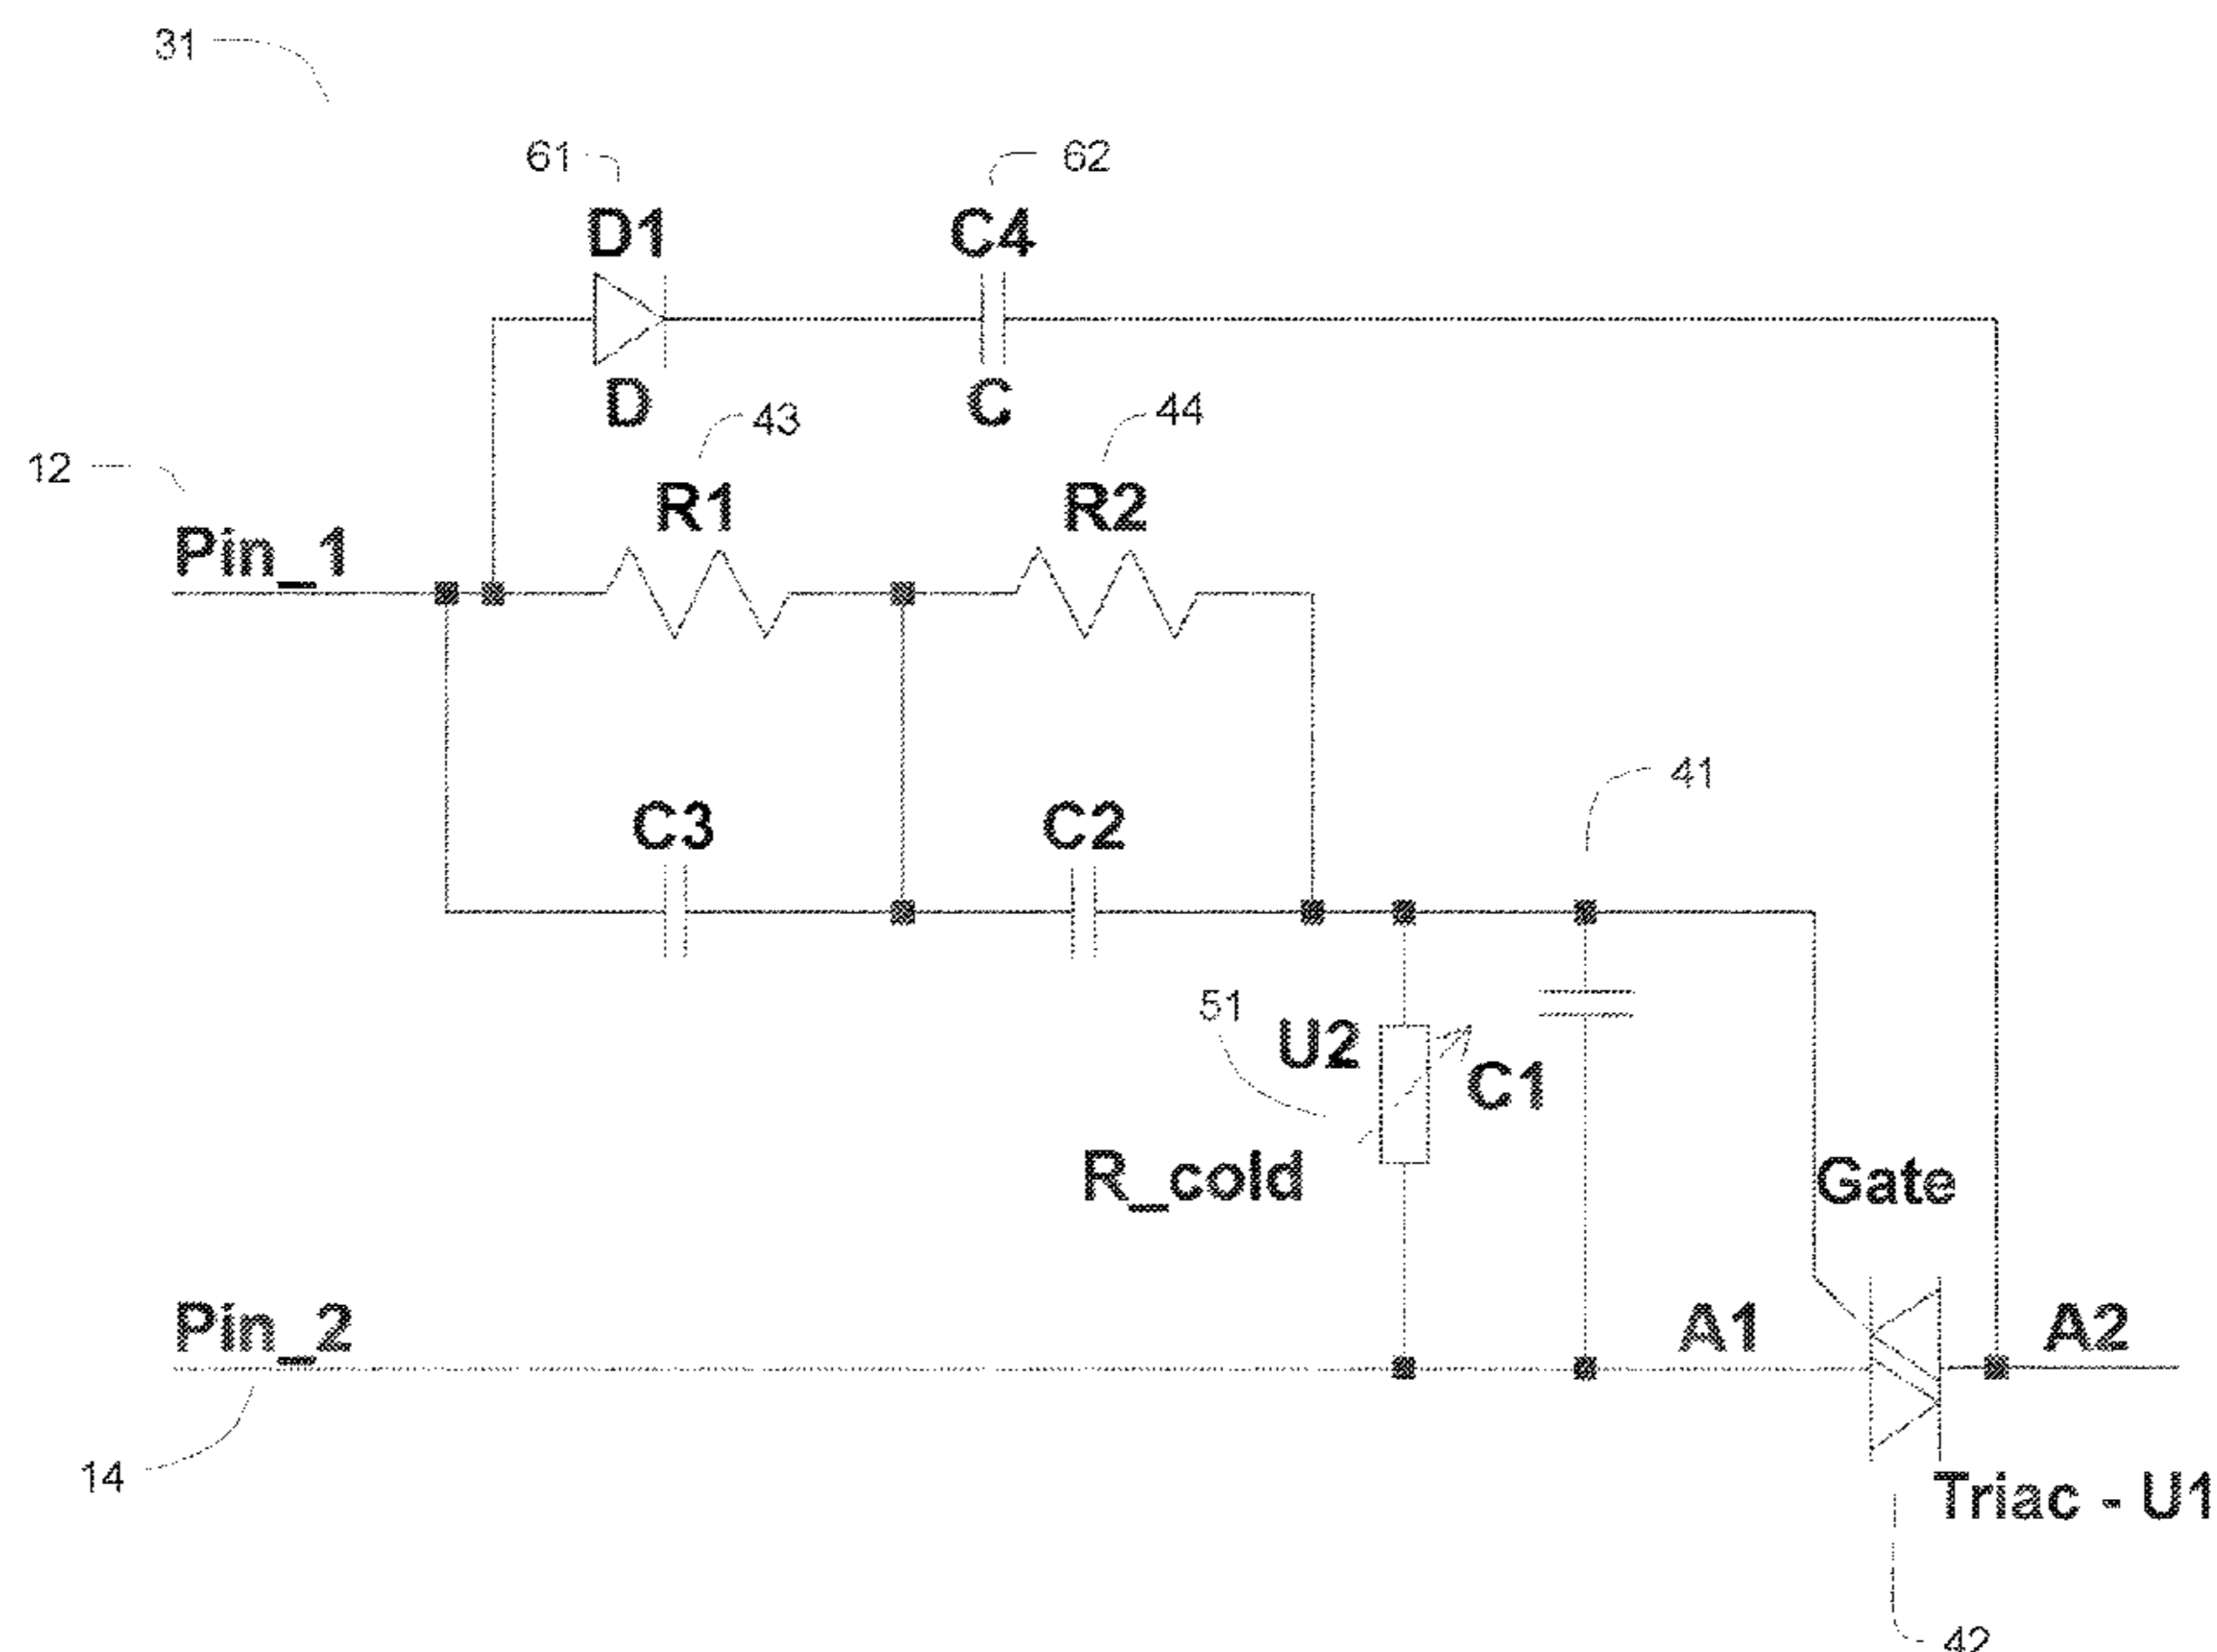 31
61
62
D1
C4
D
C
43
44
12
R1
R2
Pin_1
41
C3
C2
51
U2
C1
R_cold
Gate
Pin_2
A1
A2
14
Triac - U1
42